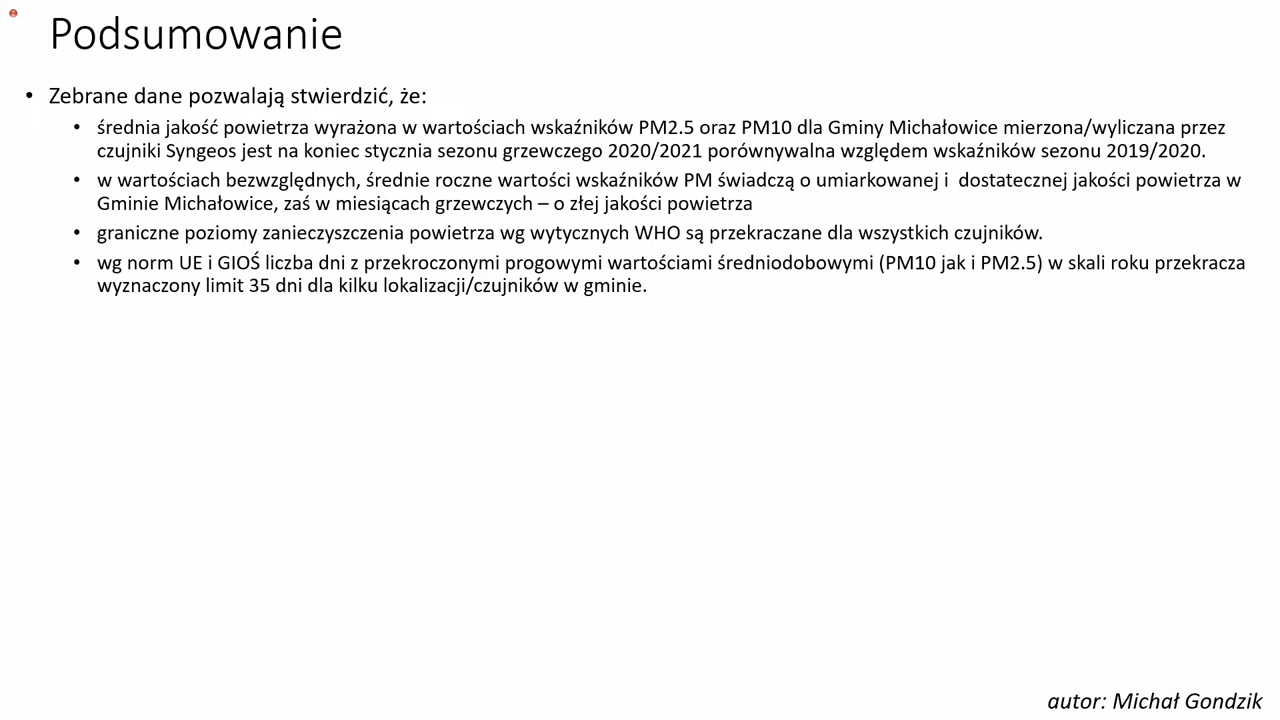 Podsumowanie
• Zebrane dane pozwalają stwierdzić, że:
• średnia jakość powietrza wyrażona w wartościach wskaźników PM2.5 oraz PM10 dla Gminy Michałowice mierzona/wyliczana przez
czujniki Syngeos jest na koniec stycznia sezonu grzewczego 2020/2021 porównywalna względem wskaźników sezonu 2019/2020.
• w wartościach bezwzględnych, średnie roczne wartości wskaźników PM świadczą o umiarkowanej i  dostatecznej jakości powietrza w
Gminie Michałowice, zaś w miesiącach grzewczych – o złej jakości powietrza
• graniczne poziomy zanieczyszczenia powietrza wg wytycznych WHO są przekraczane dla wszystkich czujników.
• wg norm UE i GIOŚ liczba dni z przekroczonymi progowymi wartościami średniodobowymi (PM10 jak i PM2.5) w skali roku przekracza
wyznaczony limit 35 dni dla kilku lokalizacji/czujników w gminie.
autor: Michał Gondzik